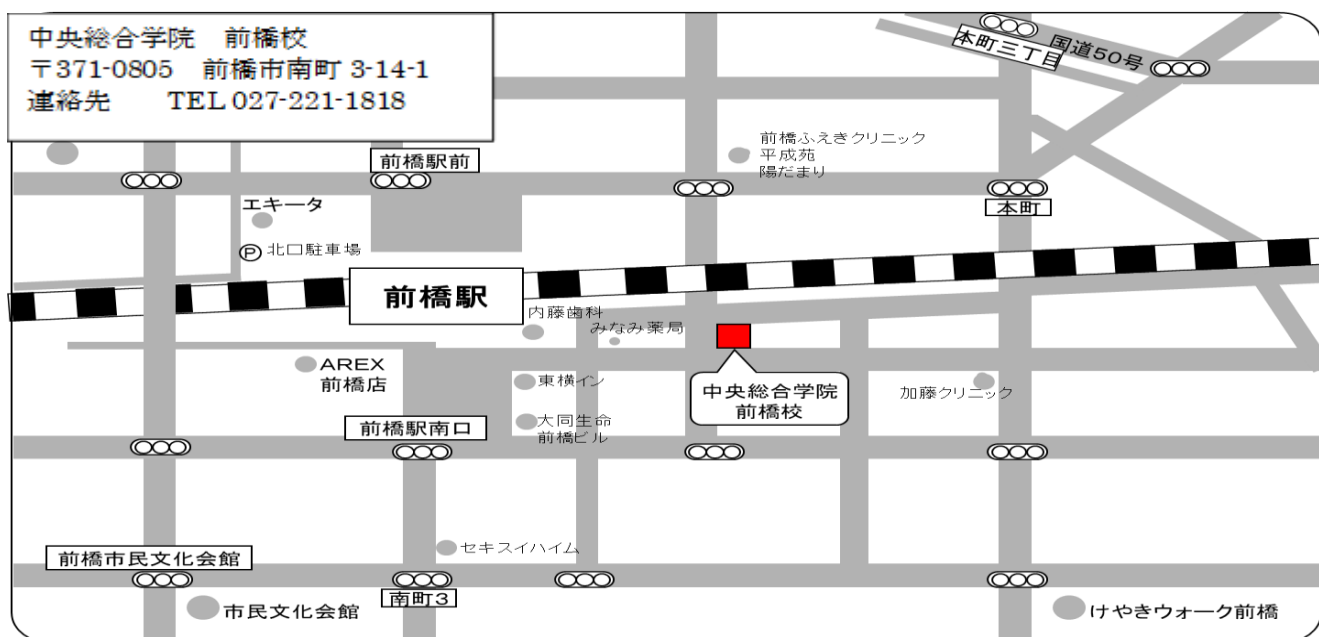 中央総合学院　前橋校
〒371-0805　前橋市南町 3-14-1
連絡先　　TEL 027-221-1818
国道50号
本町三丁目
前橋ふえきクリニック
平成苑
陽だまり
前橋駅前
エキータ
本町
P 北口駐車場
前橋駅
内藤歯科
みなみ薬局
AREX
前橋店
東横イン
中央総合学院
前橋校
加藤クリニック
大同生命
前橋ビル
前橋駅南口
セキスイハイム
前橋市民文化会館
南町3
市民文化会館
けやきウォーク前橋